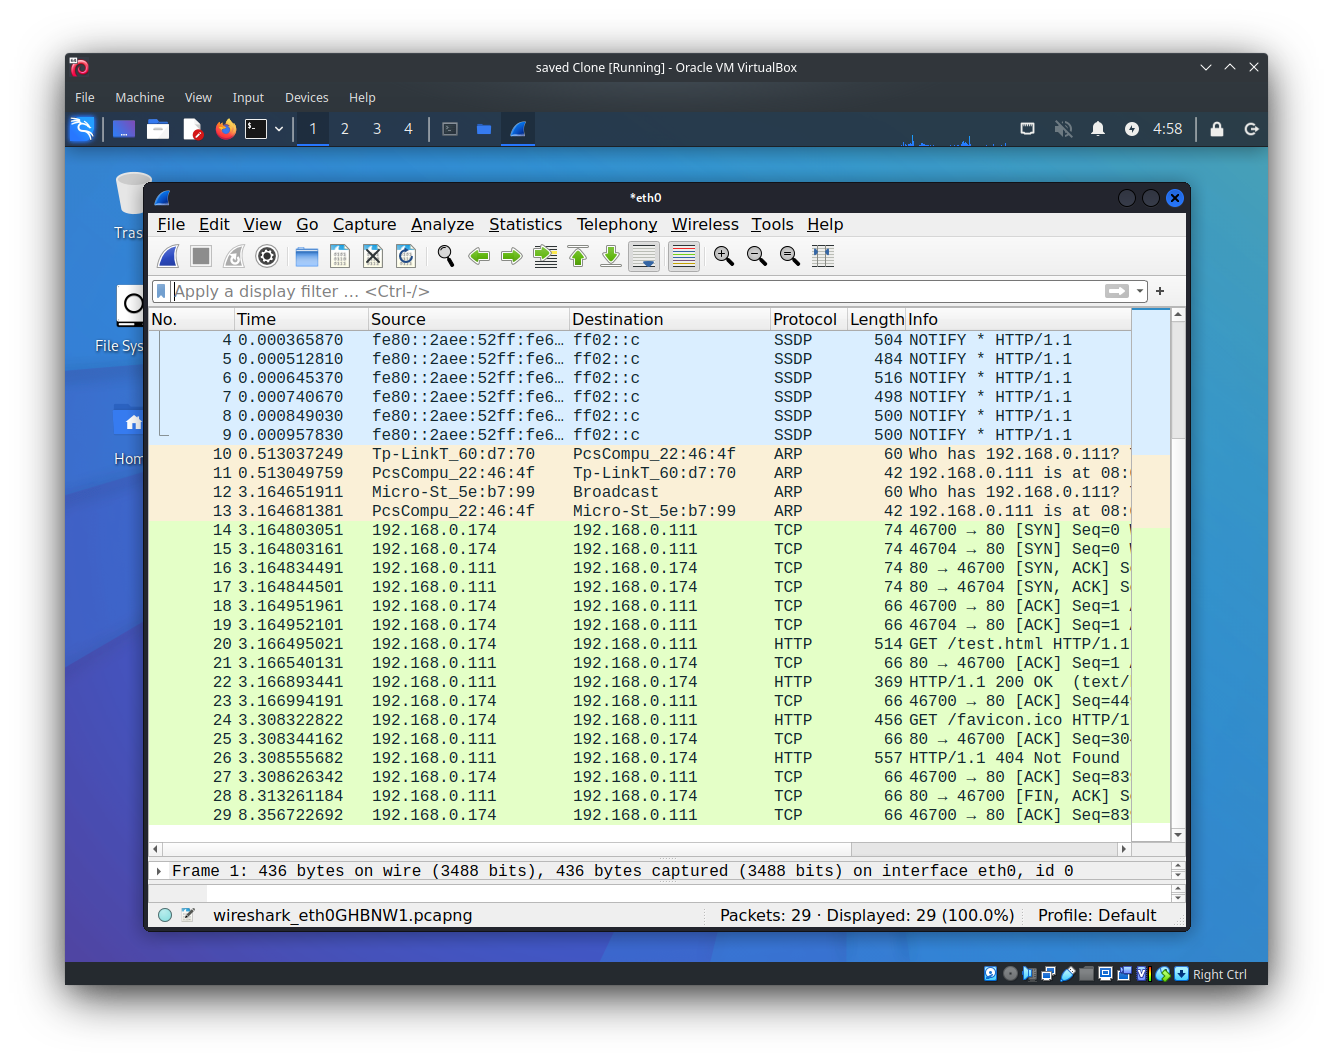 saved Clone [Running] - Oracle VM VirtualBox
File Machine View Input Devices Help
1 2 3 4 4:58
*eth0
File Edit View Go Capture Analyze Statistics Telephony Wireless Tools Help
Apply a display filter … <Ctrl-/> +
No. Time Source Destination Protocol Length Info
4 0.000365870 fe80::2aee:52ff:fe6… ff02::c SSDP 504 NOTIFY * HTTP/1.1
5 0.000512810 fe80::2aee:52ff:fe6… ff02::c SSDP 484 NOTIFY * HTTP/1.1
6 0.000645370 fe80::2aee:52ff:fe6… ff02::c SSDP 516 NOTIFY * HTTP/1.1
7 0.000740670 fe80::2aee:52ff:fe6… ff02::c SSDP 498 NOTIFY * HTTP/1.1
8 0.000849030 fe80::2aee:52ff:fe6… ff02::c SSDP 500 NOTIFY * HTTP/1.1
9 0.000957830 fe80::2aee:52ff:fe6… ff02::c SSDP 500 NOTIFY * HTTP/1.1
10 0.513037249 Tp-LinkT_60:d7:70 PcsCompu_22:46:4f ARP 60 Who has 192.168.0.111?
11 0.513049759 PcsCompu_22:46:4f Tp-LinkT_60:d7:70 ARP 42 192.168.0.111 is at 08:
12 3.164651911 Micro-St_5e:b7:99 Broadcast ARP 60 Who has 192.168.0.111?
13 3.164681381 PcsCompu_22:46:4f Micro-St_5e:b7:99 ARP 42 192.168.0.111 is at 08:
14 3.164803051 192.168.0.174 192.168.0.111 TCP 74 46700 → 80 [SYN] Seq=0
15 3.164803161 192.168.0.174 192.168.0.111 TCP 74 46704 → 80 [SYN] Seq=0
16 3.164834491 192.168.0.111 192.168.0.174 TCP 74 80 → 46700 [SYN, ACK] S
17 3.164844501 192.168.0.111 192.168.0.174 TCP 74 80 → 46704 [SYN, ACK] S
18 3.164951961 192.168.0.174 192.168.0.111 TCP 66 46700 → 80 [ACK] Seq=1
19 3.164952101 192.168.0.174 192.168.0.111 TCP 66 46704 → 80 [ACK] Seq=1
20 3.166495021 192.168.0.174 192.168.0.111 HTTP 514 GET /test.html HTTP/1.1
21 3.166540131 192.168.0.111 192.168.0.174 TCP 66 80 → 46700 [ACK] Seq=1
22 3.166893441 192.168.0.111 192.168.0.174 HTTP 369 HTTP/1.1 200 OK (text/
23 3.166994191 192.168.0.174 192.168.0.111 TCP 66 46700 → 80 [ACK] Seq=44
24 3.308322822 192.168.0.174 192.168.0.111 HTTP 456 GET /favicon.ico HTTP/1
25 3.308344162 192.168.0.111 192.168.0.174 TCP 66 80 → 46700 [ACK] Seq=30
26 3.308555682 192.168.0.111 192.168.0.174 HTTP 557 HTTP/1.1 404 Not Found
27 3.308626342 192.168.0.174 192.168.0.111 TCP 66 46700 → 80 [ACK] Seq=83
28 8.313261184 192.168.0.111 192.168.0.174 TCP 66 80 → 46700 [FIN, ACK] S
29 8.356722692 192.168.0.174 192.168.0.111 TCP 66 46700 → 80 [ACK] Seq=83
Tras
File Sys
Hom
Frame 1: 436 bytes on wire (3488 bits), 436 bytes captured (3488 bits) on interface eth0, id 0
wireshark_eth0GHBNW1.pcapng Packets: 29 · Displayed: 29 (100.0%) Profile: Default
Right Ctrl